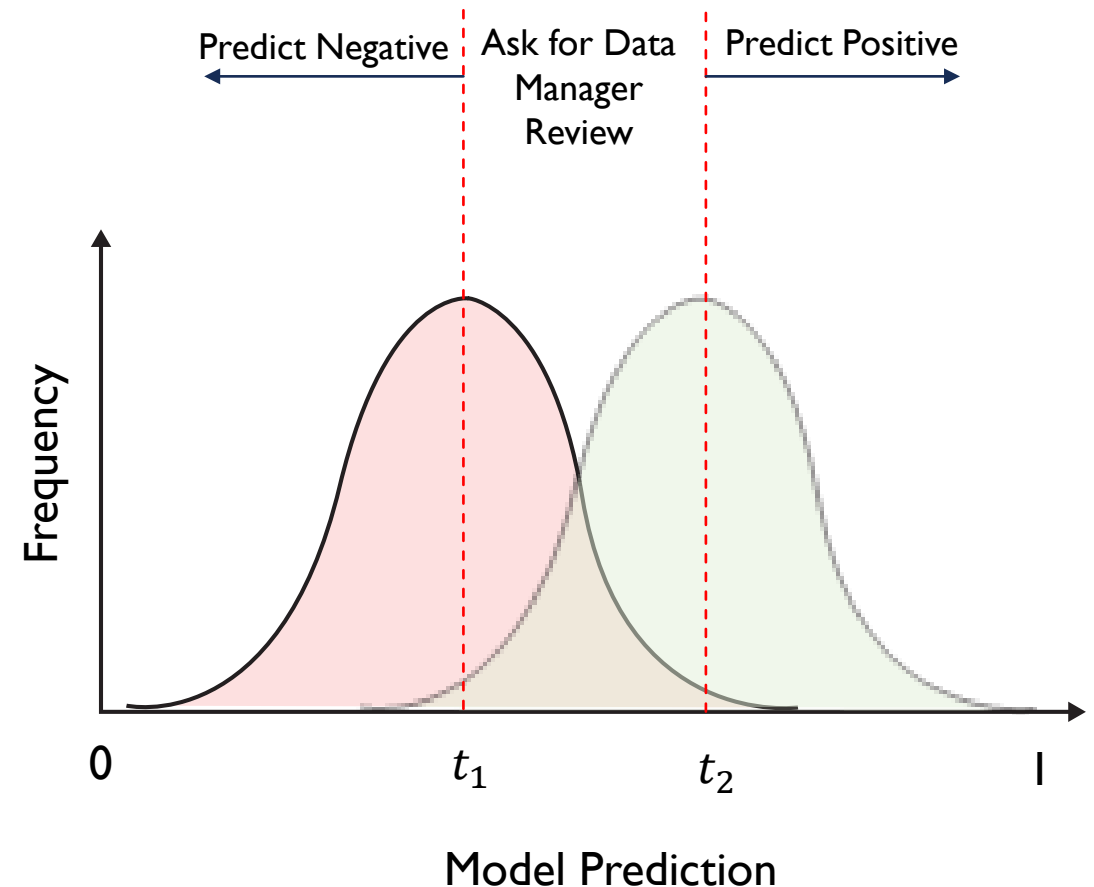 Predict Negative
Ask for Data
Manager
Review
Predict Positive
Frequency
0
t₁
t₂
1
Model Prediction